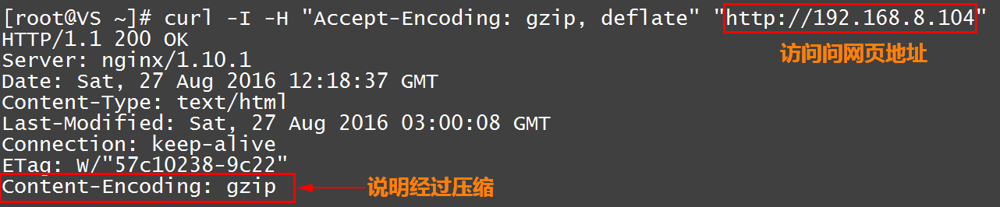 [root@VS ~]# curl -I -H "Accept-Encoding: gzip, deflate" "http://192.168.8.104"
HTTP/1.1 200 OK
访问问网页地址
Server: nginx/1.10.1
Date: Sat, 27 Aug 2016 12:18:37 GMT
Content-Type: text/html
Last-Modified: Sat, 27 Aug 2016 03:00:08 GMT
Connection: keep-alive
ETag: W/"57c10238-9c22"
Content-Encoding: gzip 说明经过压缩